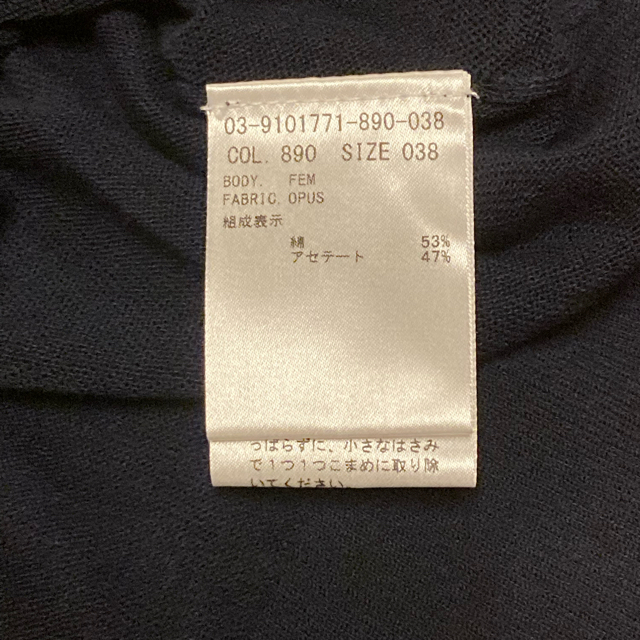 03-9101771-890-038
COL. 890 SIZE 038
BODY. FEM
FABRIC. OPUS
組成表示
綿 53%
アセテート 47%
っぱらずに、小さなはさみ
で1つ1つこまめに取り除
いてください。